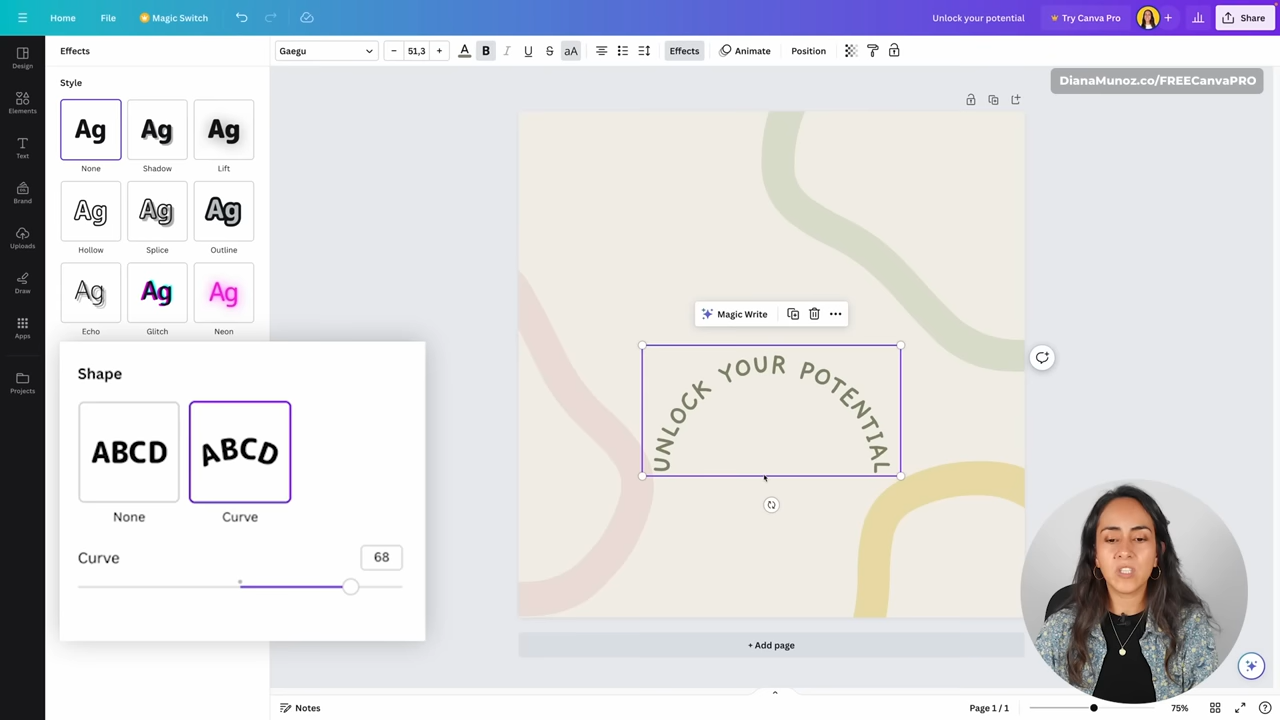 Home File Magic Switch Unlock your potential Try Canva Pro + Share
Effects Gaegu - 51,3 + A B I U S aA Effects Animate Position
DianaMunoz.co/FREECanvaPRO
Style
Ag Ag Ag
None Shadow Lift
Ag Ag Ag
Hollow Splice Outline
Ag Ag Ag
Echo Glitch Neon
Design
Elements
Text
Brand
Uploads
Draw
Apps
Projects
Shape
ABCD ABCD
None Curve
Curve 68
Magic Write
UNLOCK YOUR POTENTIAL
+ Add page
Notes Page 1 / 1 75%